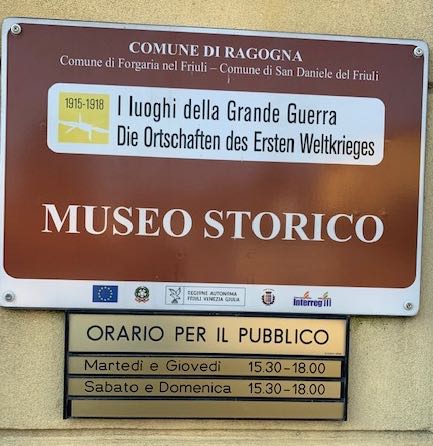 COMUNE DI RAGOGNA
Comune di Forgaria nel Friuli – Comune di San Daniele del Friuli
1915-1918
I luoghi della Grande Guerra
Die Ortschaften des Ersten Weltkrieges
MUSEO STORICO
REGIONE AUTONOMA
FRIULI VENEZIA GIULIA
Interreg III
ORARIO PER IL PUBBLICO
Martedì e Giovedì 15.30-18.00
Sabato e Domenica 15.30-18.00